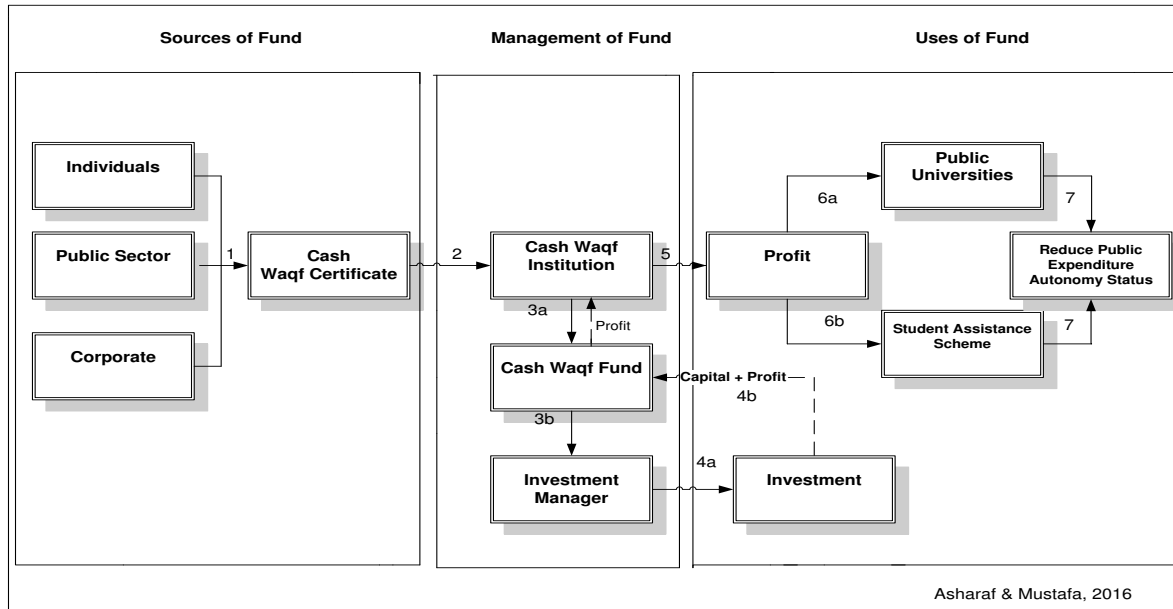 Sources of Fund
Management of Fund
Uses of Fund
Individuals
Public Sector
Corporate
1
Cash
Waqf Certificate
2
Cash Waqf
Institution
3a
Profit
Cash Waqf Fund
3b
Investment
Manager
4a
Investment
Capital + Profit
4b
5
Profit
6a
6b
Public
Universities
Student Assistance
Scheme
7
7
Reduce Public
Expenditure
Autonomy Status
Asharaf & Mustafa, 2016